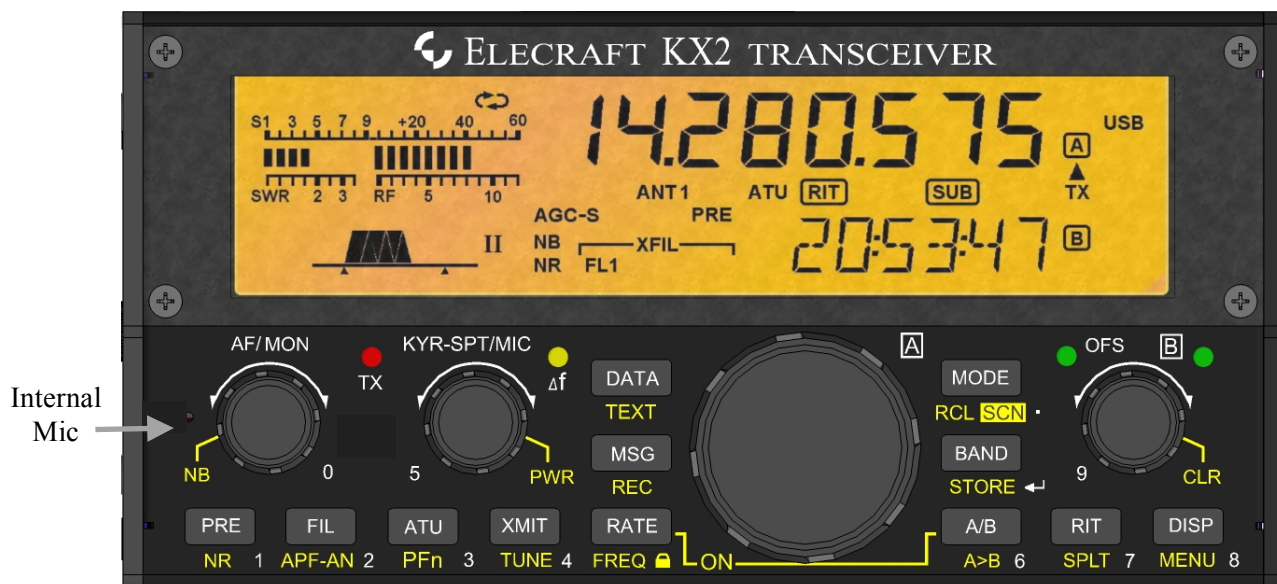 ELECRAFT KX2 TRANSCEIVER
S1 3 5 7 9 +20 40 60
14.280.575
USB
A
SWR 2 3 RF 5 10
ANT 1 ATU RIT SUB TX
AGC-S PRE
NB XFIL
NR FL1
II
20:53:47
B
AF/MON KYR-SPT/MIC A OFS B
TX Δf DATA MODE
TEXT RCL SCN
Internal
Mic
MSG BAND
NB 0 5 PWR REC STORE 9 CLR
PRE FIL ATU XMIT RATE A/B RIT DISP
NR 1 APF-AN 2 PFn 3 TUNE 4 FREQ ON A>B 6 SPLT 7 MENU 8